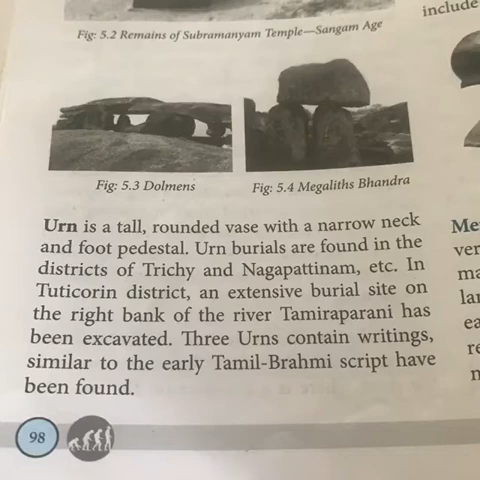 include
Fig: 5.2 Remains of Subramanyam Temple—Sangam Age
Fig: 5.3 Dolmens
Fig: 5.4 Megaliths Bhandra
Urn is a tall, rounded vase with a narrow neck
and foot pedestal. Urn burials are found in the
districts of Trichy and Nagapattinam, etc. In
Tuticorin district, an extensive burial site on
the right bank of the river Tamiraparani has
been excavated. Three Urns contain writings,
similar to the early Tamil-Brahmi script have
been found.
98